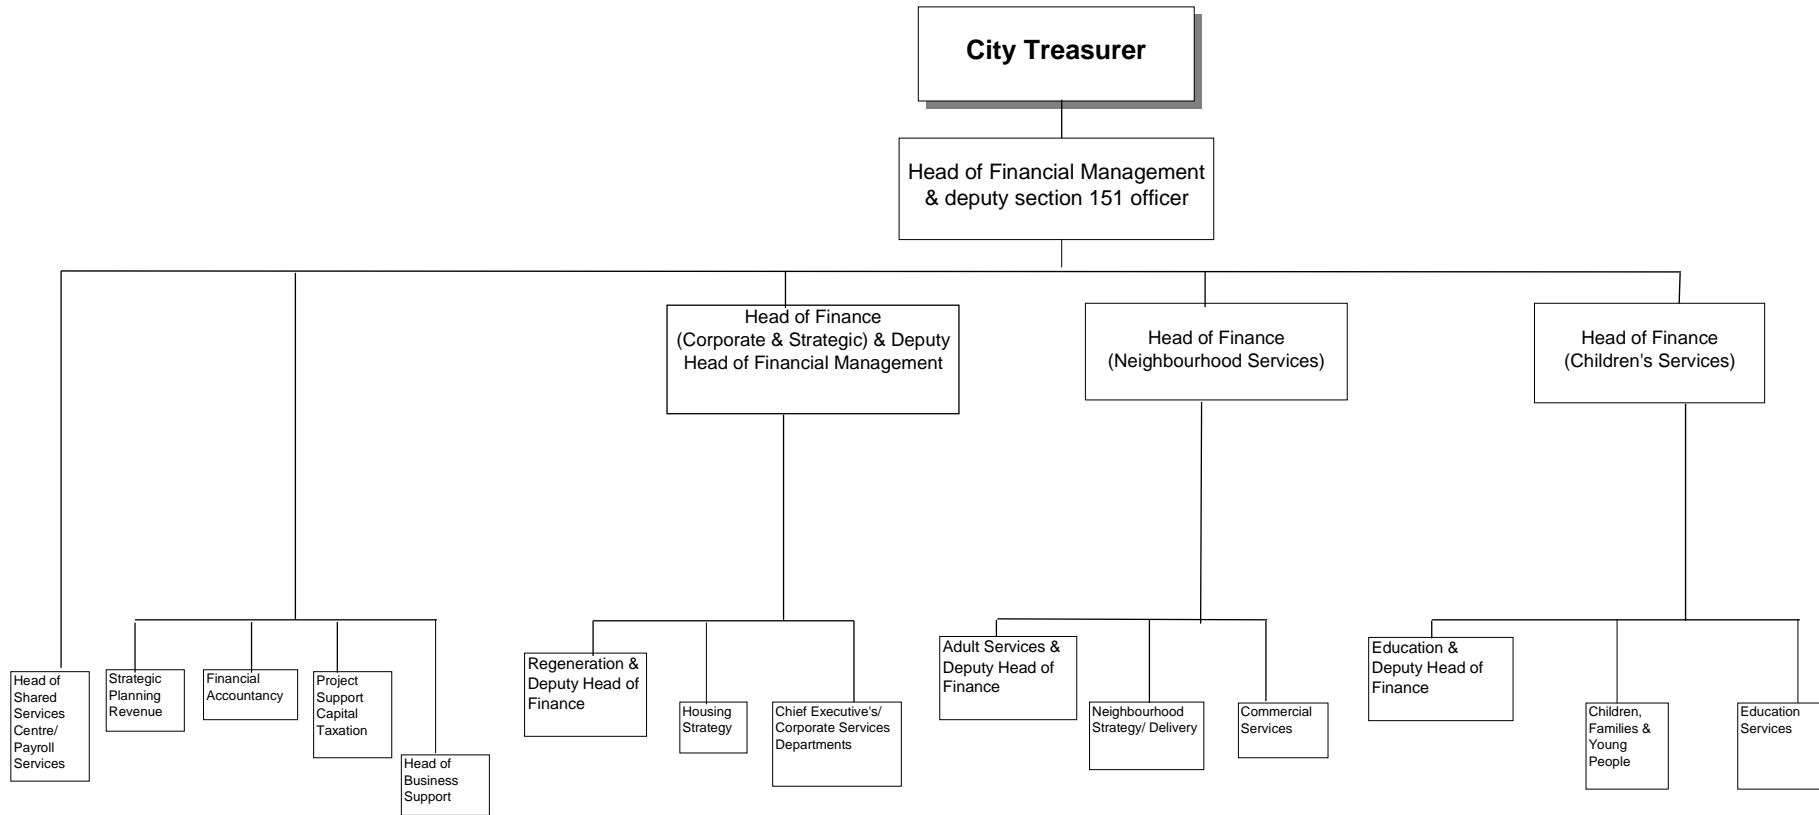 City Treasurer
Head of Financial Management
& deputy section 151 officer
Head of Finance
(Corporate & Strategic) & Deputy
Head of Financial Management
Head of Finance
(Neighbourhood Services)
Head of Finance
(Children's Services)
Head of
Shared
Services
Centre/
Payroll
Services
Strategic
Planning
Revenue
Financial
Accountancy
Project
Support
Capital
Taxation
Head of
Business
Support
Regeneration &
Deputy Head of
Finance
Housing
Strategy
Chief Executive's/
Corporate Services
Departments
Adult Services &
Deputy Head of
Finance
Neighbourhood
Strategy/ Delivery
Commercial
Services
Education &
Deputy Head of
Finance
Children,
Families &
Young
People
Education
Services